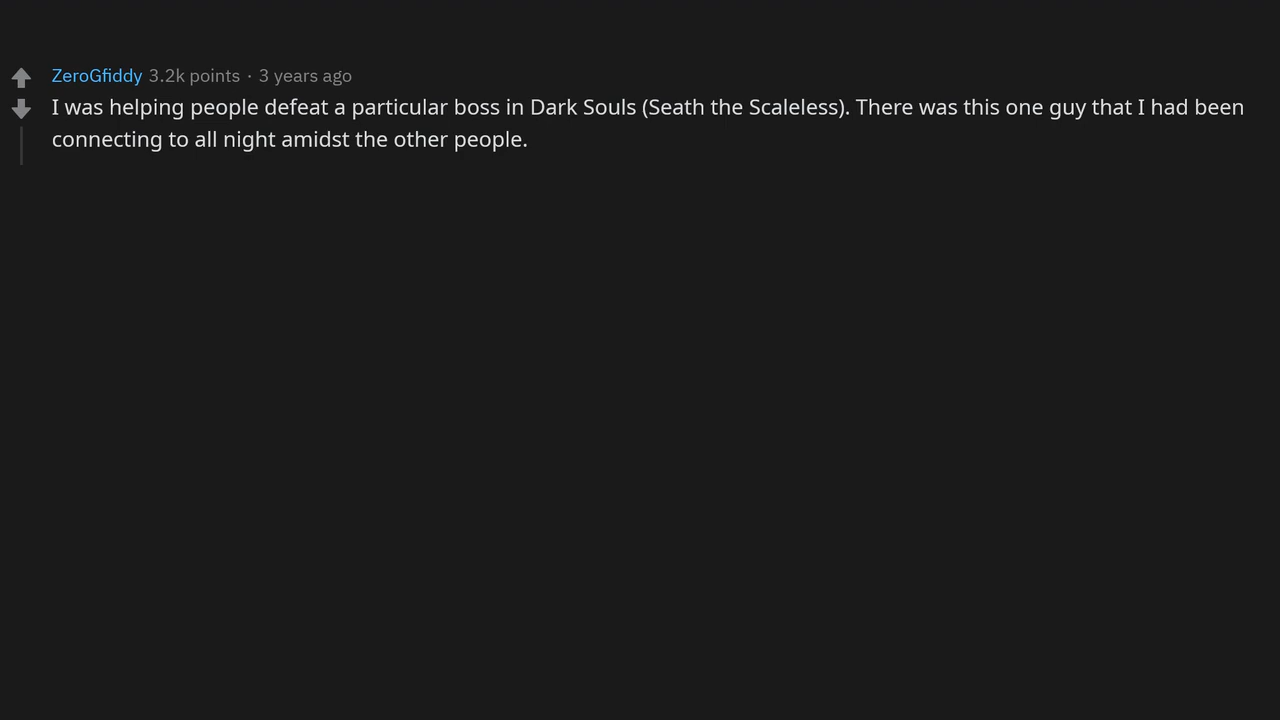 ZeroGfiddy 3.2k points · 3 years ago
I was helping people defeat a particular boss in Dark Souls (Seath the Scaleless). There was this one guy that I had been
connecting to all night amidst the other people.